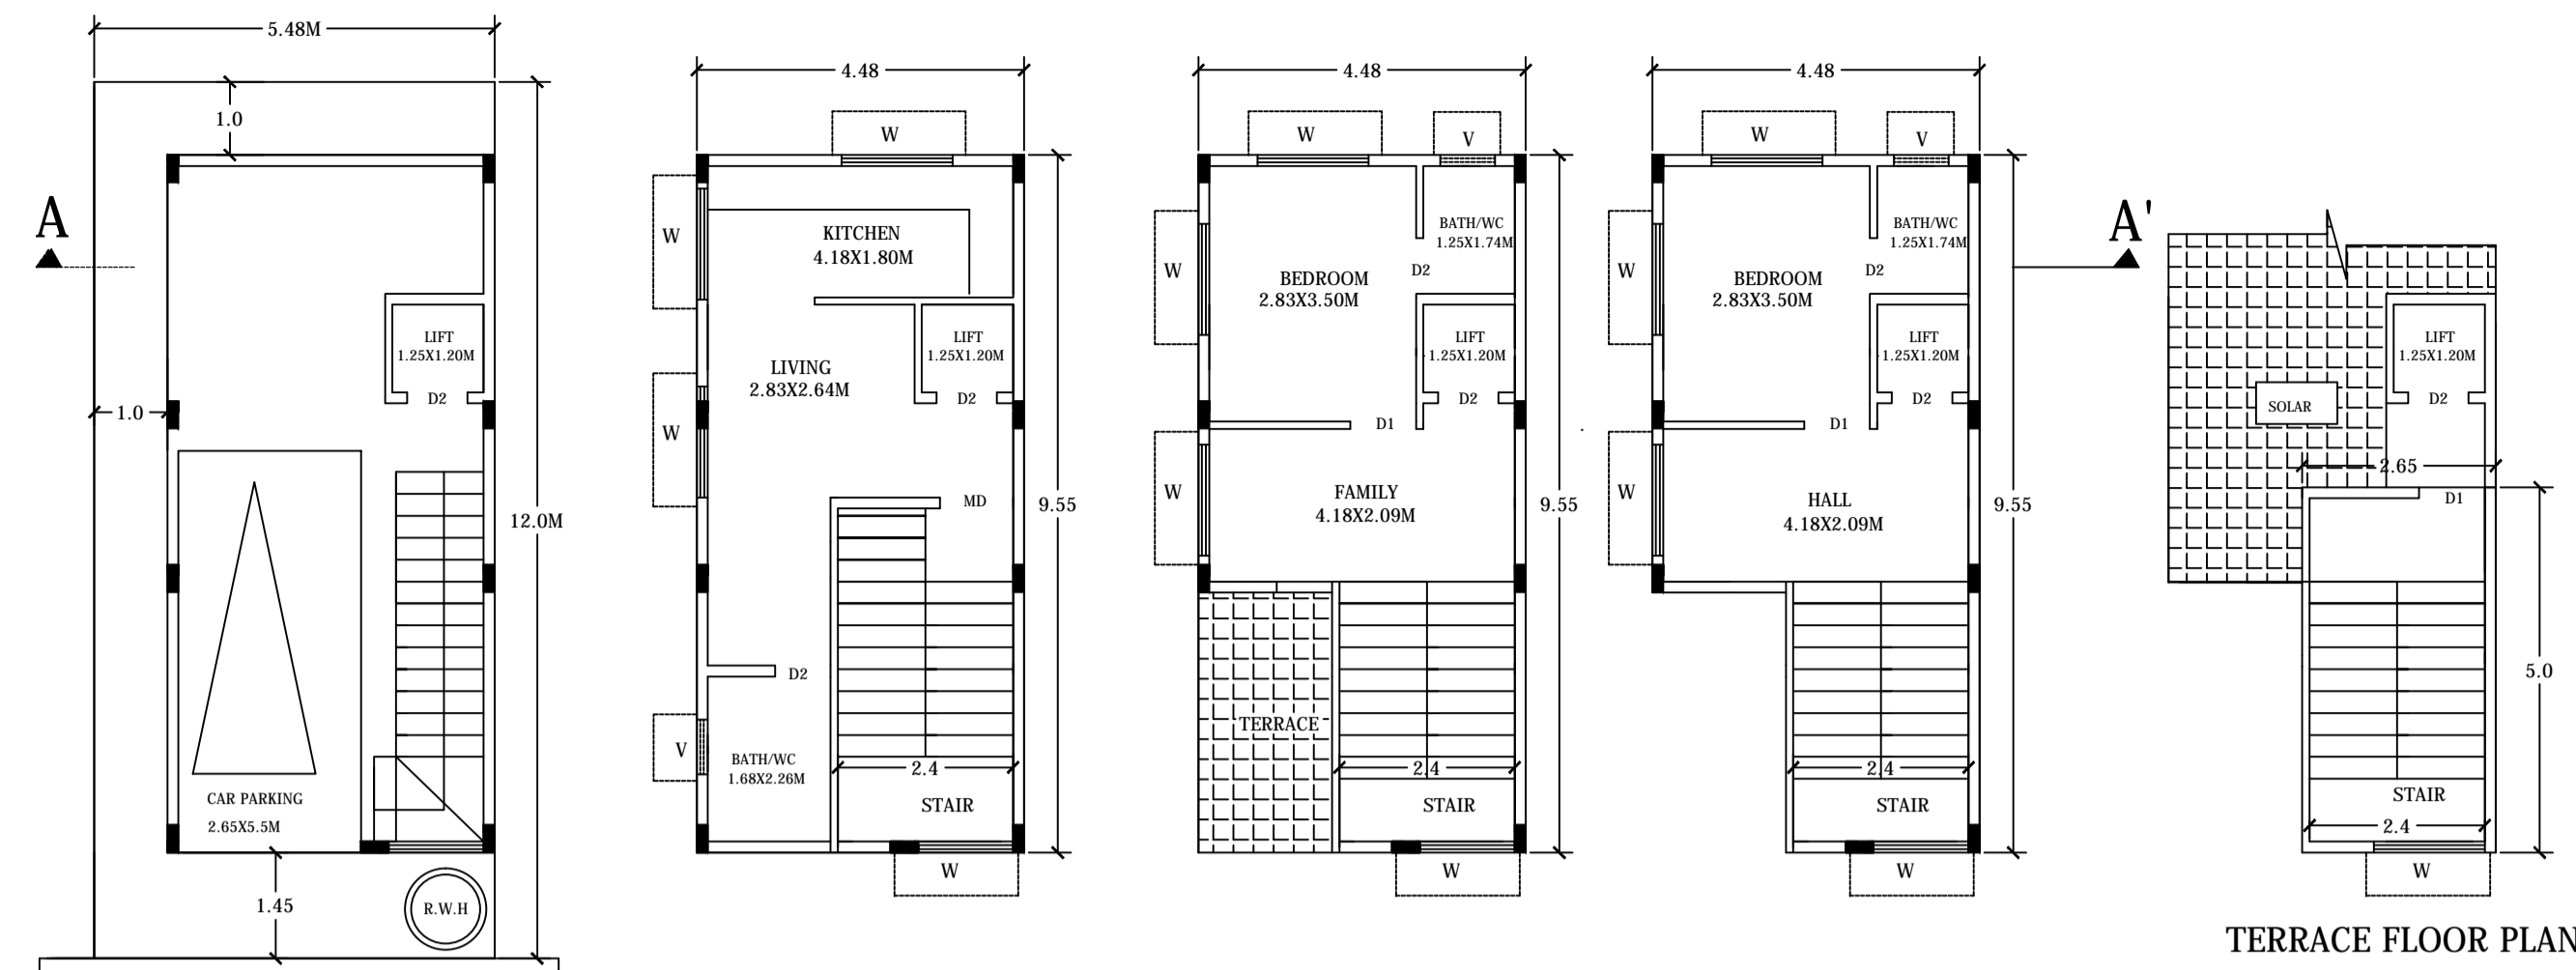 5.48M
1.0
A
LIFT
1.25X1.20M
D2
1.0
12.0M
CAR PARKING
2.65X5.5M
1.45
R.W.H
4.48
W
W
KITCHEN
4.18X1.80M
LIFT
1.25X1.20M
LIVING
2.83X2.64M
D2
W
MD
9.55
D2
V
BATH/WC
1.68X2.26M
2.4
STAIR
W
4.48
W
V
BATH/WC
1.25X1.74M
W
D2
BEDROOM
2.83X3.50M
LIFT
1.25X1.20M
D2
D1
W
FAMILY
4.18X2.09M
9.55
TERRACE
2.4
STAIR
W
4.48
W
V
BATH/WC
1.25X1.74M
W
D2
BEDROOM
2.83X3.50M
LIFT
1.25X1.20M
D2
D1
W
HALL
4.18X2.09M
9.55
2.4
STAIR
W
A'
LIFT
1.25X1.20M
D2
SOLAR
2.65
D1
5.0
STAIR
2.4
W
TERRACE FLOOR PLAN